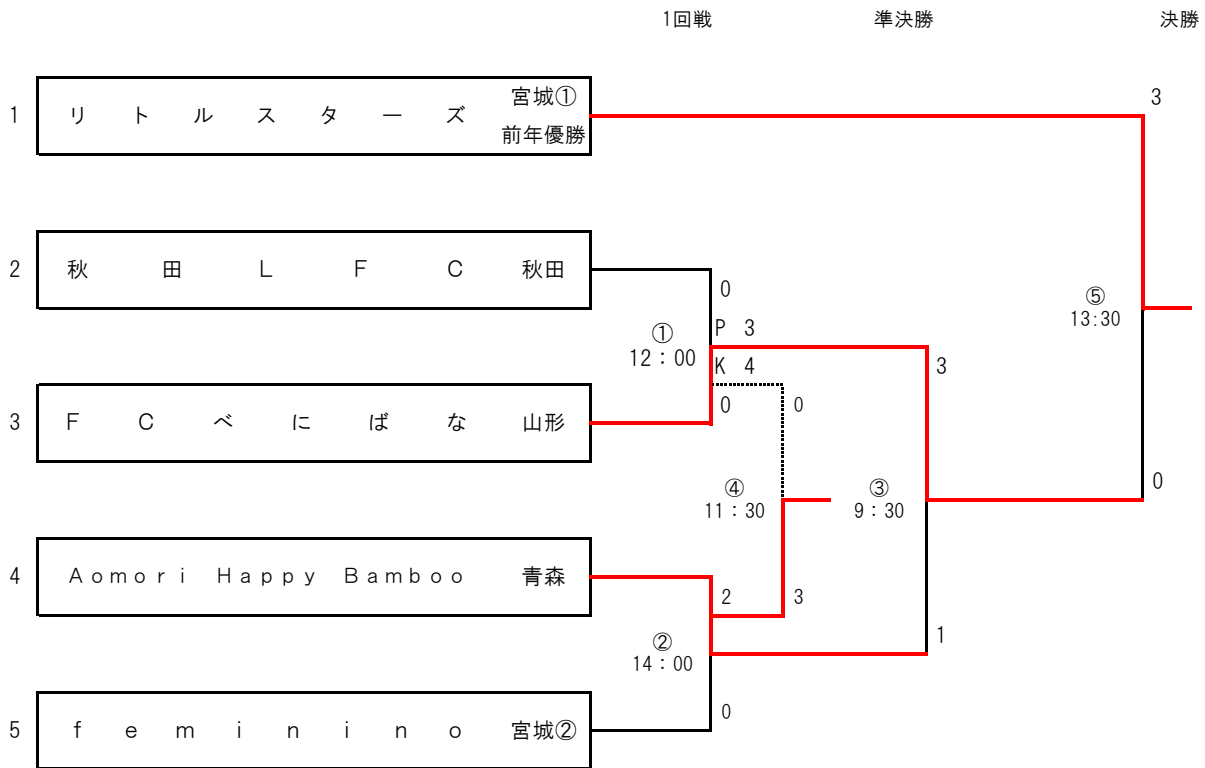 1回戦 準決勝 決勝
3
宮城①
1 リトルスターズ
前年優勝
2 秋田LFC 秋田
0
⑤
13:30
P 3
①
12：00
K 4
3
0 0
3 FCべにばな 山形
0
④ ③
11：30 9：30
4 Aomori Happy Bamboo 青森
2 3
1
②
14：00
0
5 feminino 宮城②